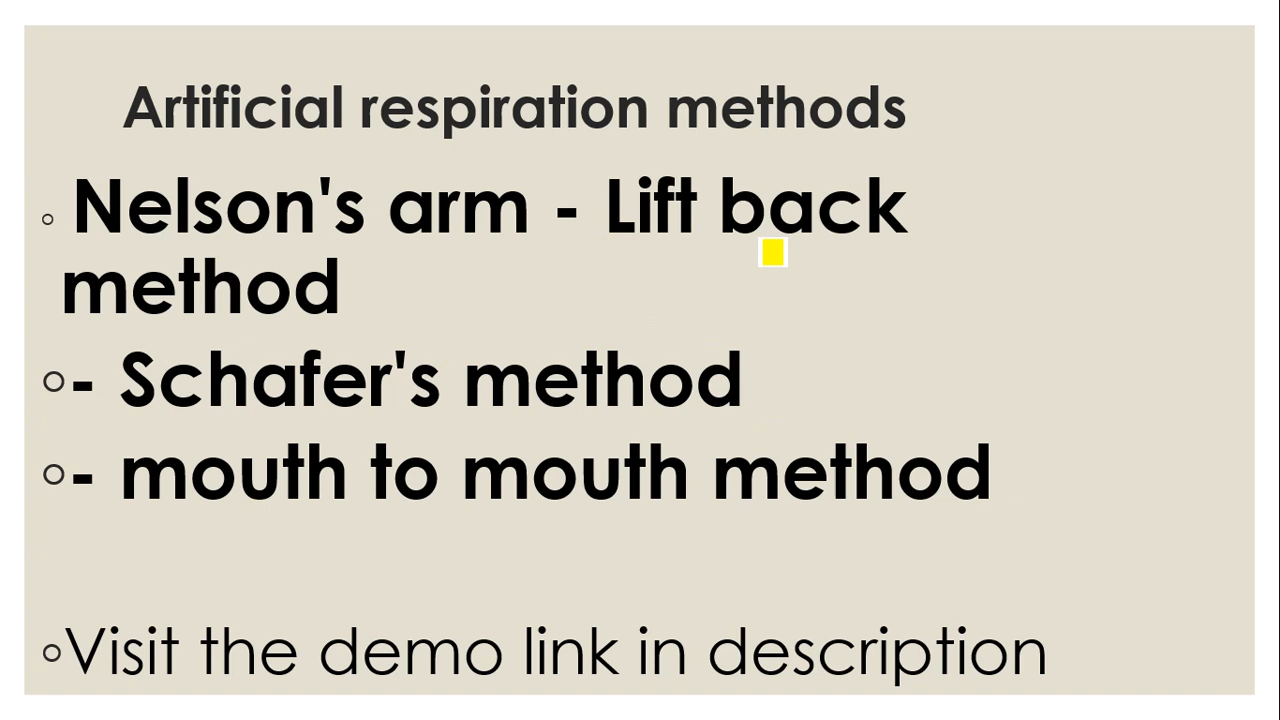 Artificial respiration methods
◦ Nelson's arm - Lift back
method
◦- Schafer's method
◦- mouth to mouth method
◦Visit the demo link in description